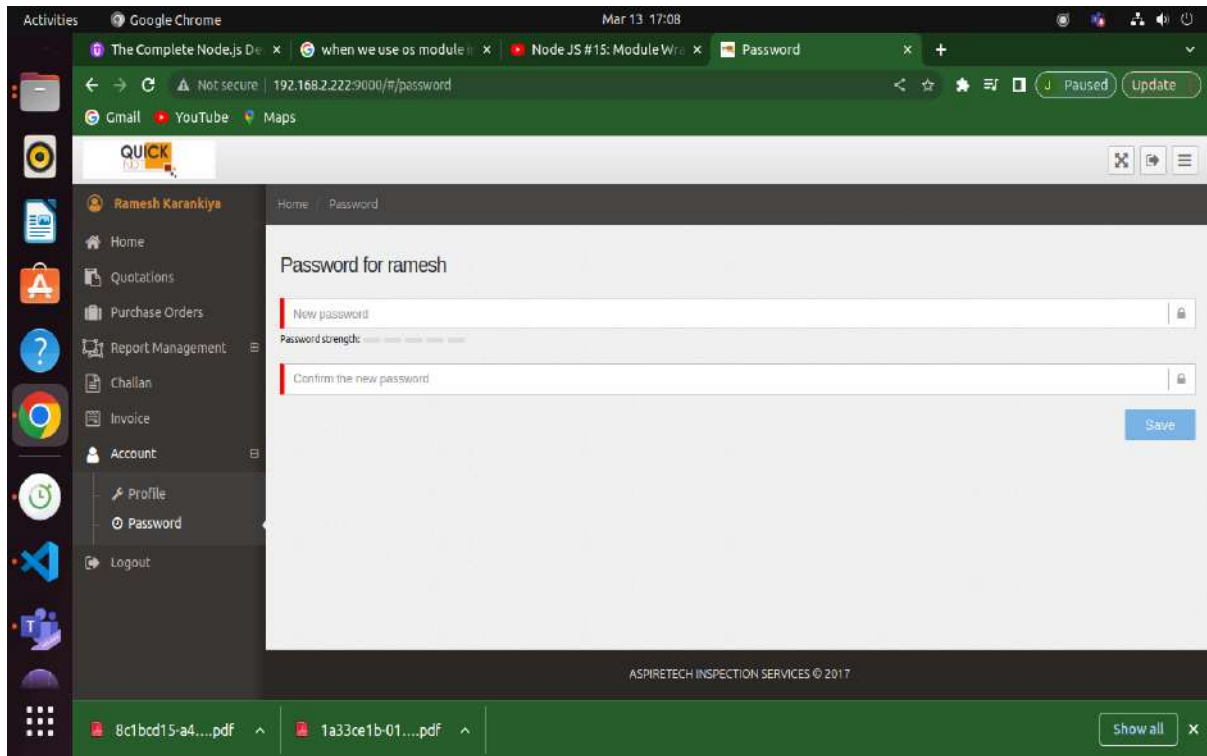 Activities Google Chrome Mar 13 17:08
The Complete Node.js De when we use os module i Node JS #15: Module Wra Password
Not secure 192.168.2.222:9000/#/password J Paused Update
Gmail YouTube Maps
QUICK
NDT
Ramesh Karankiya Home / Password
Home
Password for ramesh
Quotations
New password
Purchase Orders
Password strength:
Report Management
Confirm the new password
Challan
Save
Invoice
Account
Profile
Password
Logout
ASPIRETECH INSPECTION SERVICES © 2017
8c1bcd15-a4....pdf 1a33ce1b-01....pdf Show all